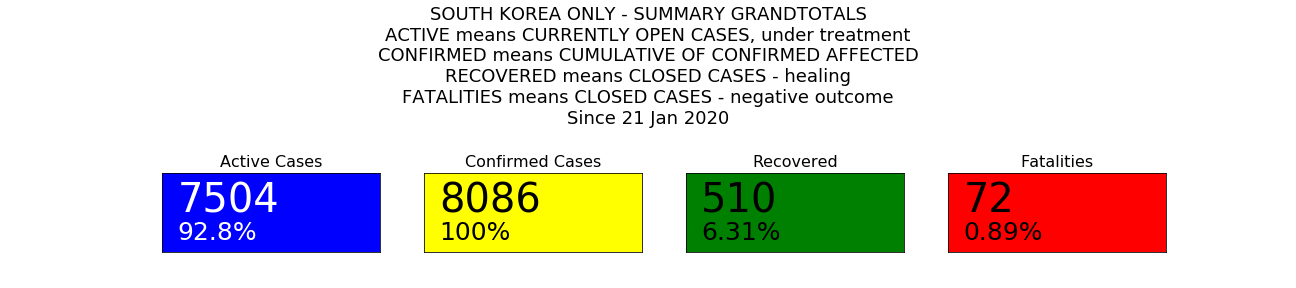 SOUTH KOREA ONLY - SUMMARY GRANDTOTALS
ACTIVE means CURRENTLY OPEN CASES, under treatment
CONFIRMED means CUMULATIVE OF CONFIRMED AFFECTED
RECOVERED means CLOSED CASES - healing
FATALITIES means CLOSED CASES - negative outcome
Since 21 Jan 2020
Active Cases
7504
92.8%
Confirmed Cases
8086
100%
Recovered
510
6.31%
Fatalities
72
0.89%